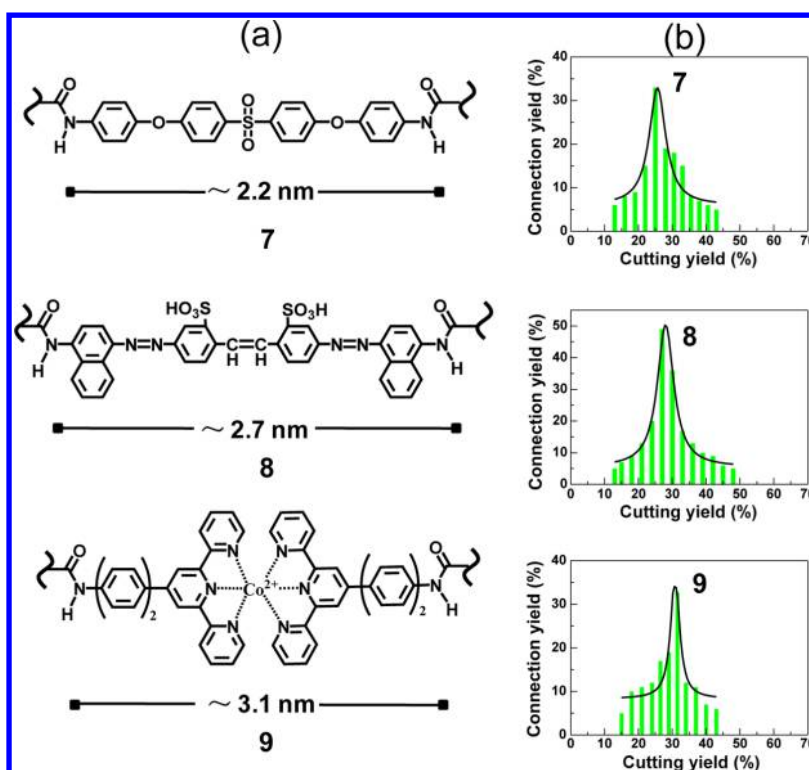 (a)
(b)
O
O
N
H
O
O
S
O
O
N
H
~ 2.2 nm
7
Connection yield (%)
40
30
20
10
0
7
0 10 20 30 40 50 60 70
Cutting yield (%)
O
N
H
N=N
HO₃S
C=C
H H
SO₃H
N=N
O
N
H
~ 2.7 nm
8
Connection yield (%)
50
40
30
20
10
0
8
0 10 20 30 40 50 60 70
Cutting yield (%)
O
N
H
2
N
N
N
Co²⁺
N
N
N
2
O
N
H
~ 3.1 nm
9
Connection yield (%)
40
30
20
10
0
9
0 10 20 30 40 50 60 70
Cutting yield (%)